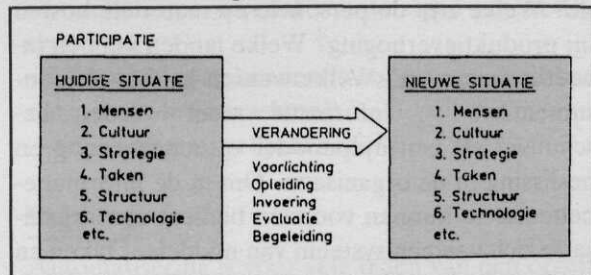 PARTICIPATIE
HUIDIGE SITUATIE
1. Mensen
2. Cultuur
3. Strategie
4. Taken
5. Structuur
6. Technologie
etc.
VERANDERING
Voorlichting
Opleiding
Invoering
Evaluatie
Begeleiding
NIEUWE SITUATIE
1. Mensen
2. Cultuur
3. Strategie
4. Taken
5. Structuur
6. Technologie
etc.